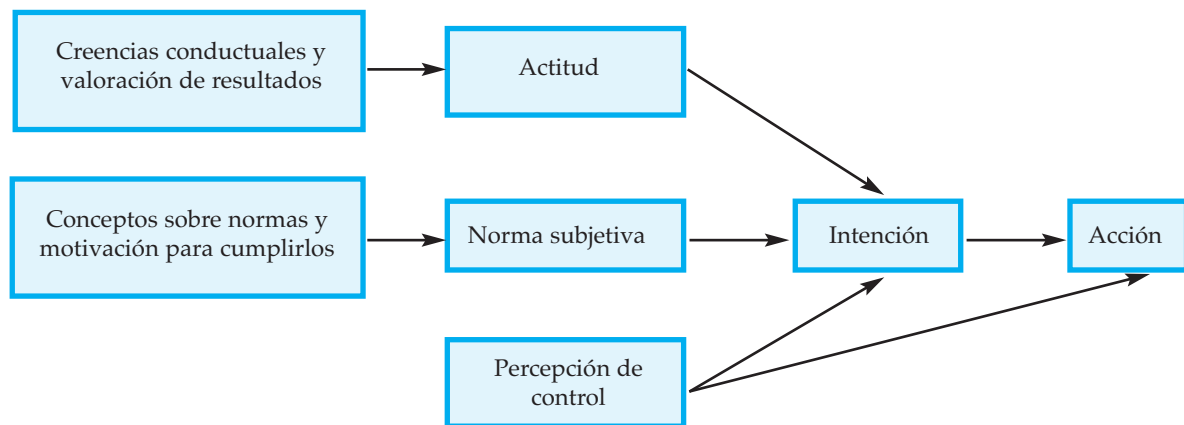 Creencias conductuales y
valoración de resultados
Actitud
Conceptos sobre normas y
motivación para cumplirlos
Norma subjetiva
Intención
Acción
Percepción de
control